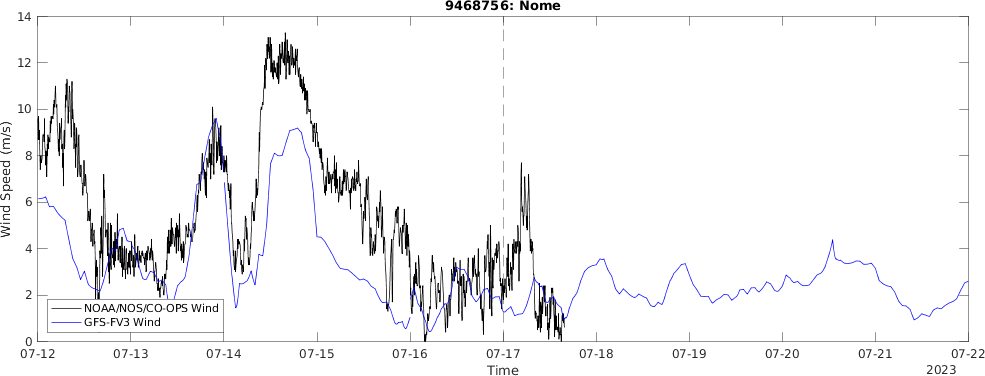 9468756: Nome
14
12
10
8
6
4
2
0
Wind Speed (m/s)
NOAA/NOS/CO-OPS Wind
GFS-FV3 Wind
07-12 07-13 07-14 07-15 07-16 07-17 07-18 07-19 07-20 07-21 07-22
Time
2023